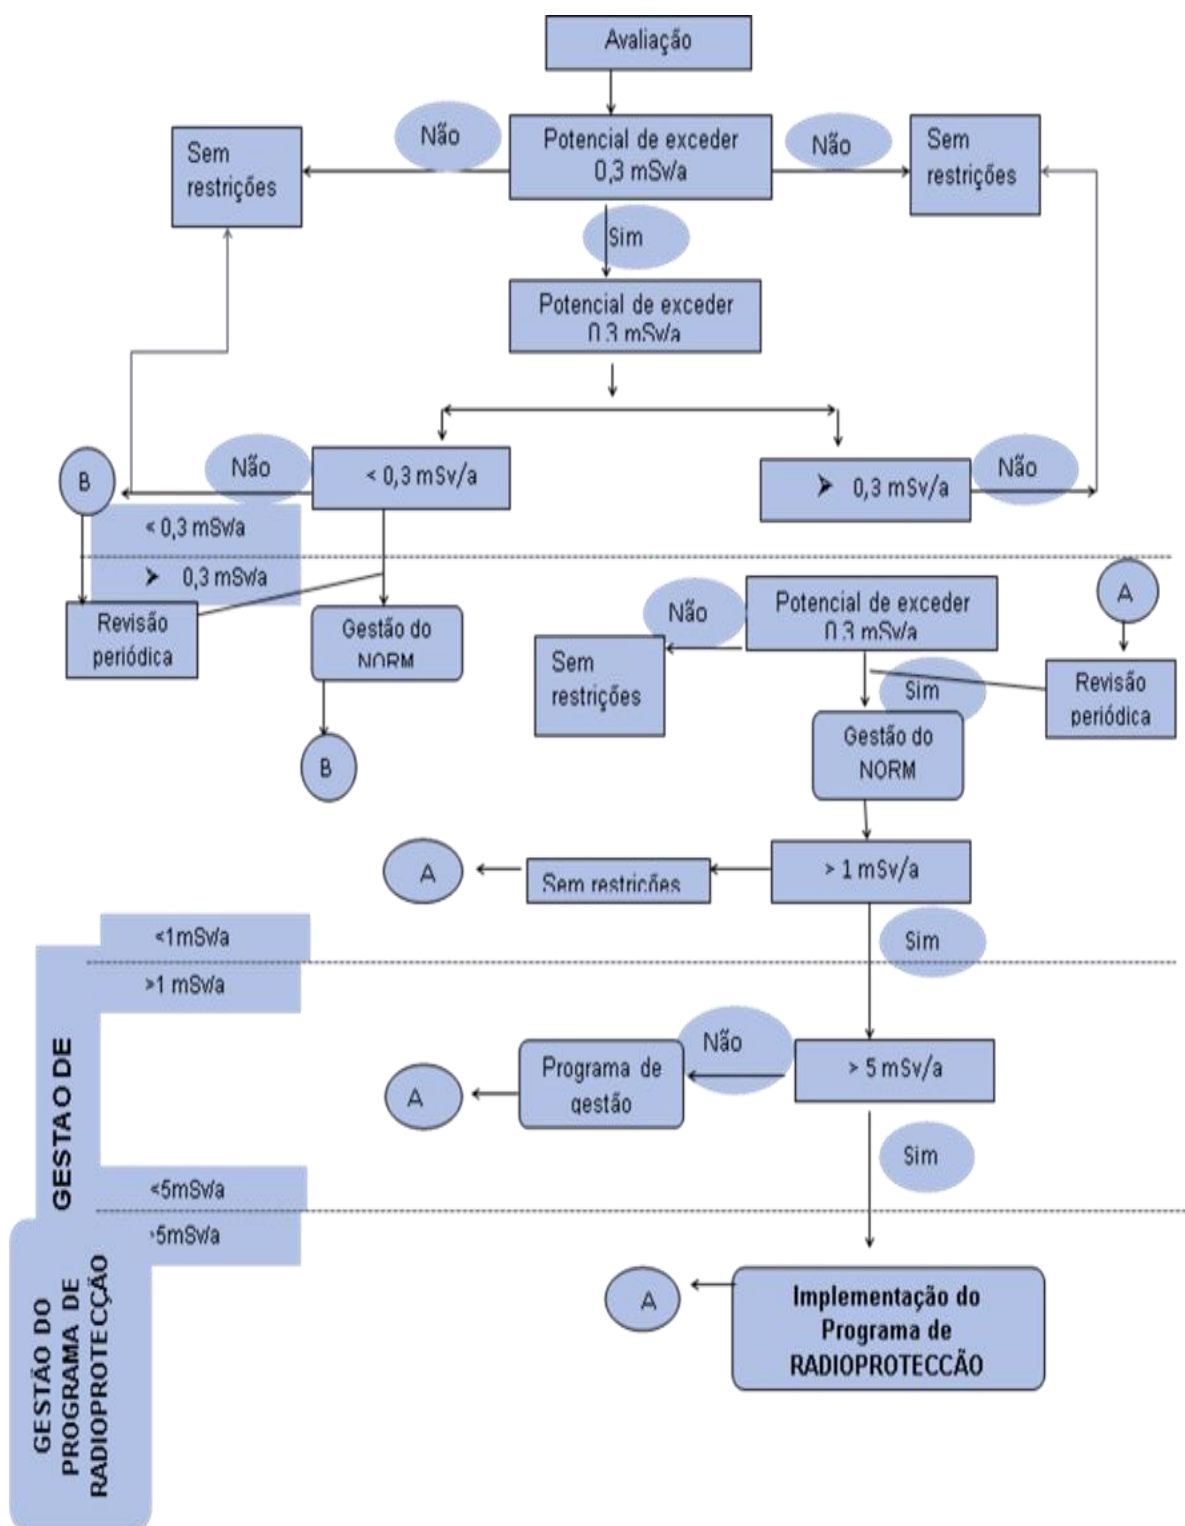 Avaliação
Não
Potencial de exceder
0,3 mSv/a
Não
Sem
restrições
Sem
restrições
Sim
Potencial de exceder
0,3 mSv/a
Não
< 0,3 mSv/a
➤ 0,3 mSv/a
Não
B
< 0,3 mSv/a
➤ 0,3 mSv/a
Revisão
periódica
Gestão do
NORM
B
Não
Potencial de exceder
0,3 mSv/a
A
Sem
restrições
Sim
Revisão
periódica
Gestão do
NORM
A
Sem restrições
> 1 mSv/a
Sim
<1mSv/a
>1 mSv/a
GESTAO DE
Não
> 5 mSv/a
Programa de
gestão
A
Sim
<5mSv/a
>5mSv/a
GESTÃO DO
PROGRAMA DE
RADIOPROTECÇÃO
A
Implementação do
Programa de
RADIOPROTECCÃO